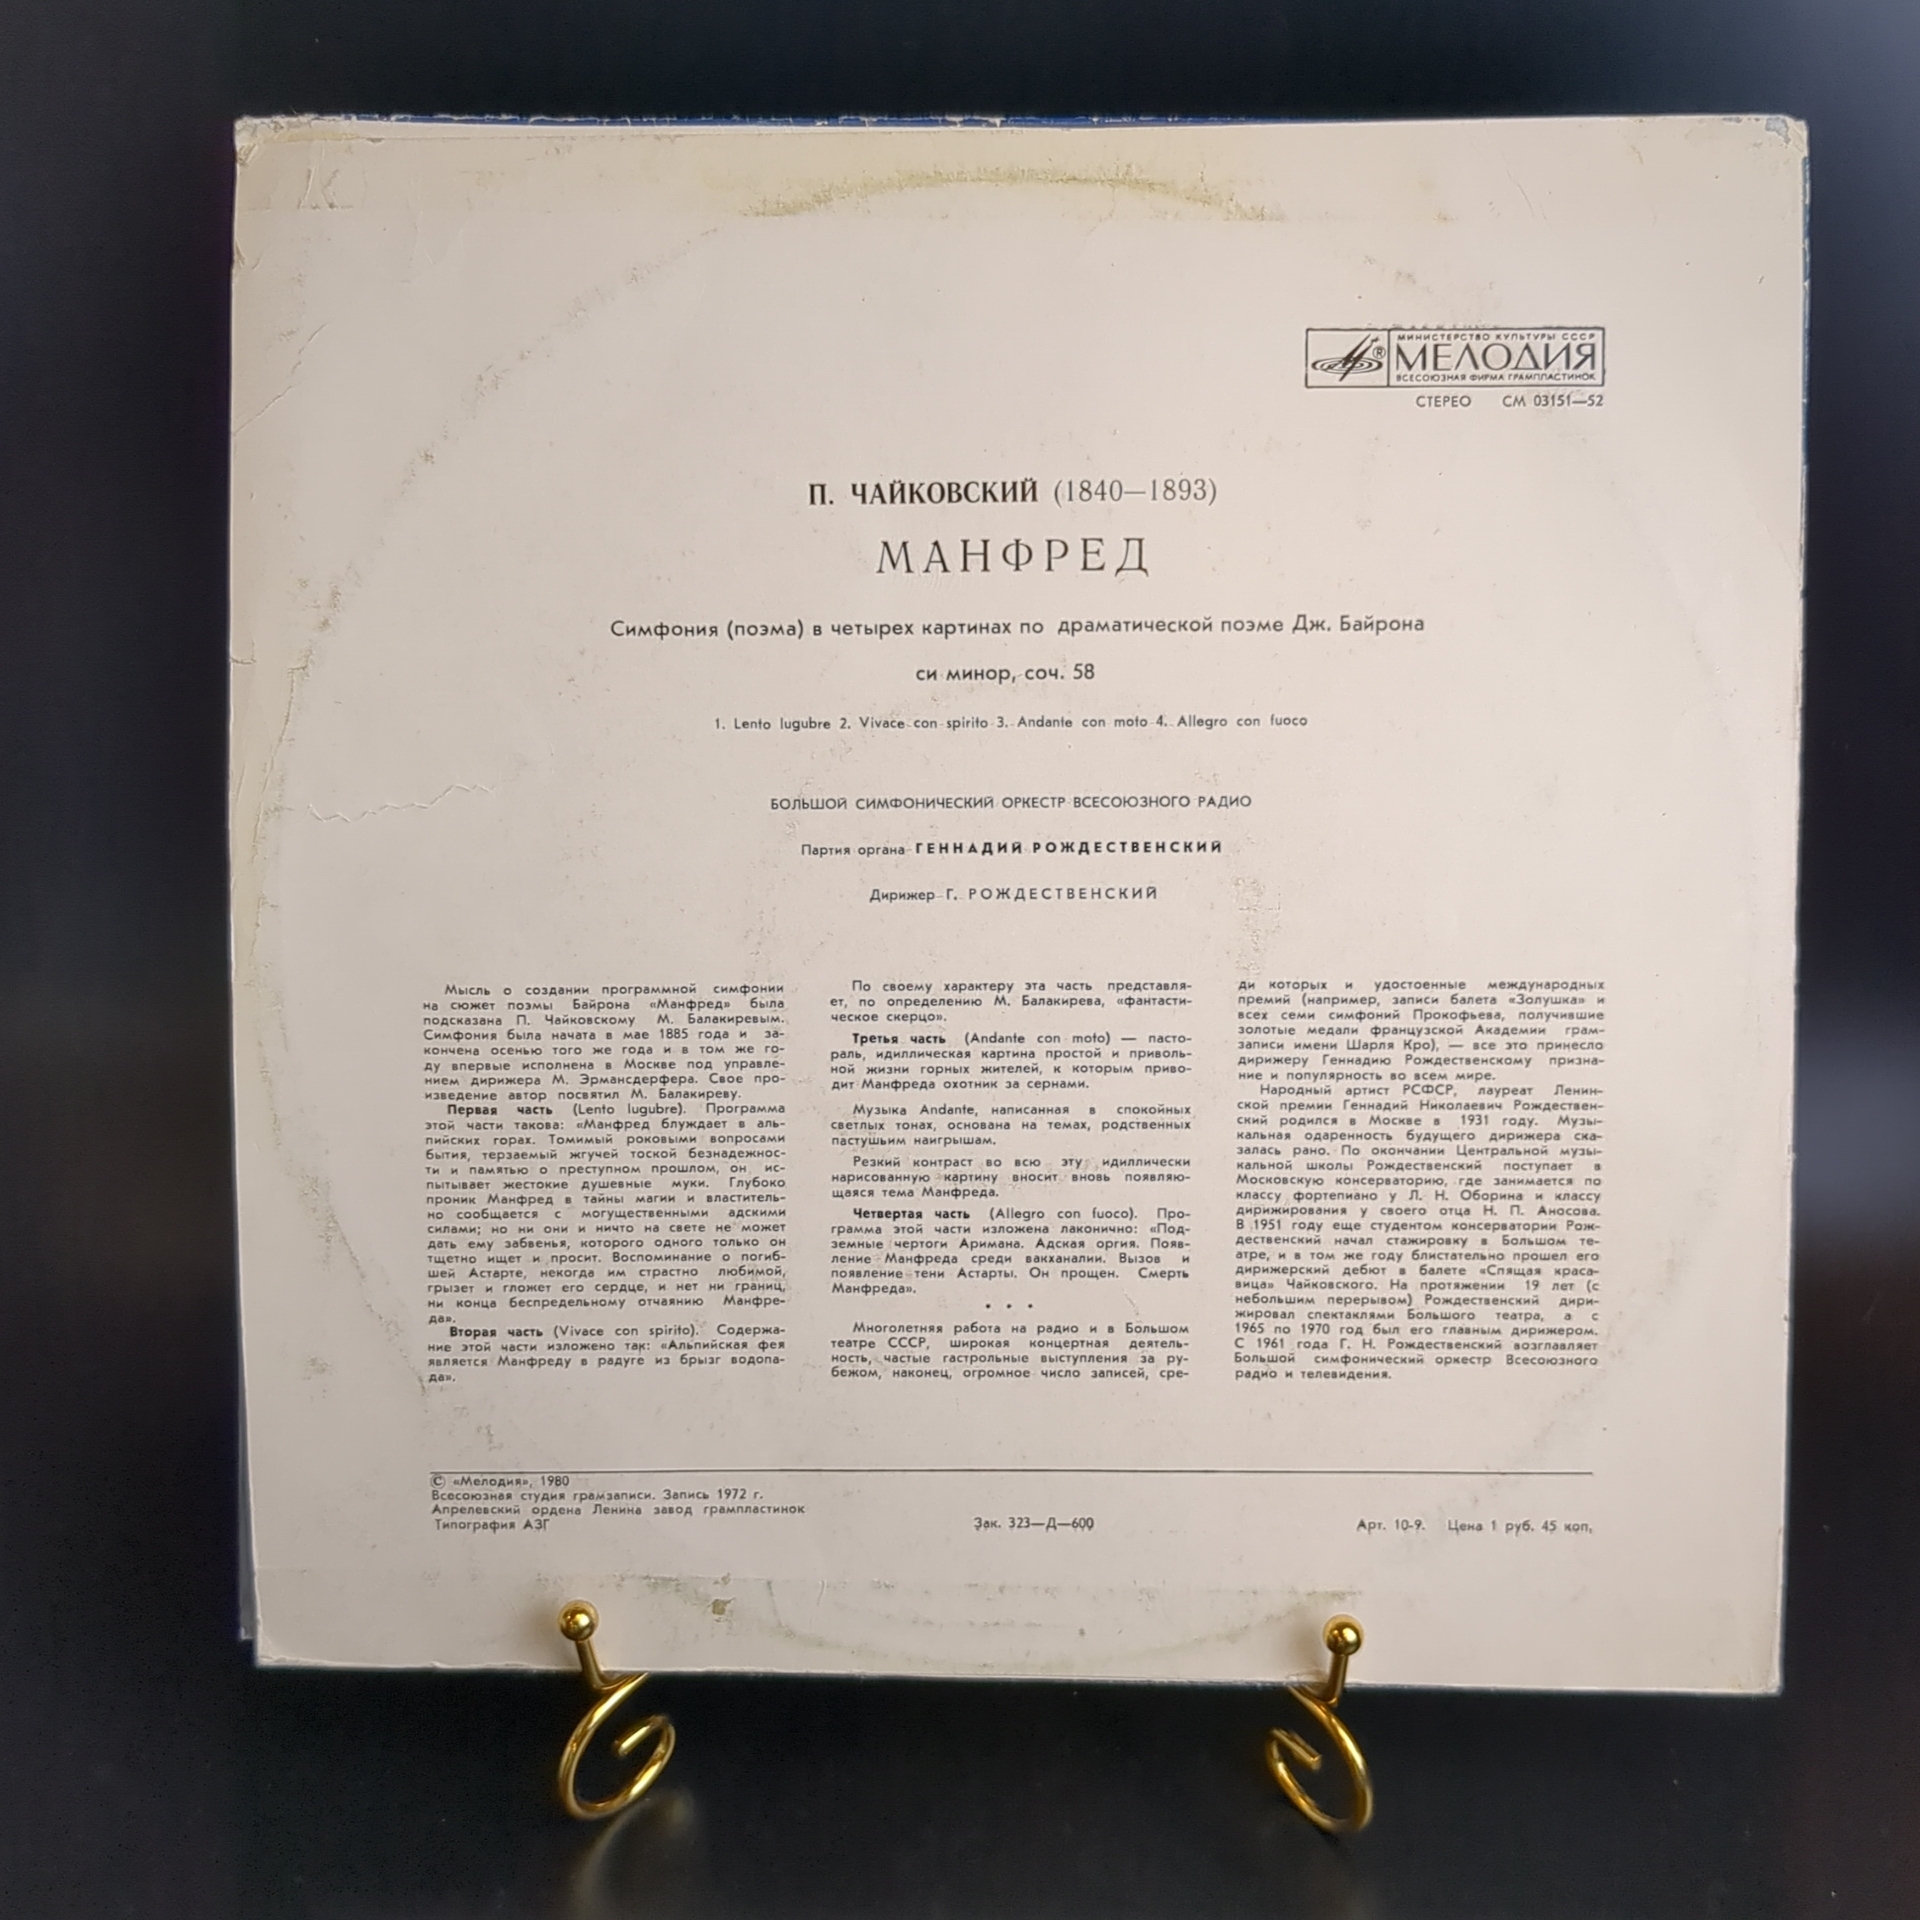 МИНИСТЕРСТВО КУЛЬТУРЫ СССР
МЕЛОДИЯ
ВСЕСОЮЗНАЯ ФИРМА ГРАМПЛАСТИНОК
СТЕРЕО СМ 03151—52
П. ЧАЙКОВСКИЙ (1840—1893)
МАНФРЕД
Симфония (поэма) в четырех картинах по драматической поэме Дж. Байрона
си минор, соч. 58
1. Lento lugubre 2. Vivace con spirito 3. Andante con moto 4. Allegro con fuoco
БОЛЬШОЙ СИМФОНИЧЕСКИЙ ОРКЕСТР ВСЕСОЮЗНОГО РАДИО
Партия органа ГЕННАДИЙ РОЖДЕСТВЕНСКИЙ
Дирижер Г. РОЖДЕСТВЕНСКИЙ
Мысль о создании программной симфонии
на сюжет поэмы Байрона «Манфред» была
подсказана П. Чайковскому М. Балакиревым.
Симфония была начата в мае 1885 года и за-
кончена осенью того же года и в том же го-
ду впервые исполнена в Москве под управле-
нием дирижера М. Эрмансдерфера. Свое про-
изведение автор посвятил М. Балакиреву.
Первая часть (Lento lugubre). Программа
этой части такова: «Манфред блуждает в аль-
пийских горах. Томимый роковыми вопросами
бытия, терзаемый жгучей тоской безнадежнос-
ти и памятью о преступном прошлом, он ис-
пытывает жестокие душевные муки. Глубоко
проник Манфред в тайны магии и властитель-
но сообщается с могущественными адскими
силами; но ни они и ничто на свете не может
дать ему забвенья, которого одного только он
тщетно ищет и просит. Воспоминание о погиб-
шей Астарте, некогда им страстно любимой,
грызет и гложет его сердце, и нет ни границ,
ни конца беспредельному отчаянию Манфре-
да».
Вторая часть (Vivace con spirito). Содержа-
ние этой части изложено так: «Альпийская фея
является Манфреду в радуге из брызг водопа-
да».
По своему характеру эта часть представля-
ет, по определению М. Балакирева, «фантасти-
ческое скерцо».
Третья часть (Andante con moto) — пасто-
раль, идиллическая картина простой и приволь-
ной жизни горных жителей, к которым приво-
дит Манфреда охотник за сернами.
Музыка Andante, написанная в спокойных
светлых тонах, основана на темах, родственных
пастушьим наигрышам.
Резкий контраст во всю эту идиллически
нарисованную картину вносит вновь появляю-
щаяся тема Манфреда.
Четвертая часть (Allegro con fuoco). Про-
грамма этой части изложена лаконично: «Под-
земные чертоги Аримана. Адская оргия. Появ-
ление Манфреда среди вакханалии. Вызов и
появление тени Астарты. Он прощен. Смерть
Манфреда».
• • •
Многолетняя работа на радио и в Большом
театре СССР, широкая концертная деятель-
ность, частые гастрольные выступления за ру-
бежом, наконец, огромное число записей, сре-
ди которых и удостоенные международных
премий (например, записи балета «Золушка» и
всех семи симфоний Прокофьева, получившие
золотые медали французской Академии грам-
записи имени Шарля Кро), — все это принесло
дирижеру Геннадию Рождественскому призна-
ние и популярность во всем мире.
Народный артист РСФСР, лауреат Ленин-
ской премии Геннадий Николаевич Рождествен-
ский родился в Москве в 1931 году. Музы-
кальная одаренность будущего дирижера ска-
залась рано. По окончании Центральной музы-
кальной школы Рождественский поступает в
Московскую консерваторию, где занимается по
классу фортепиано у Л. Н. Оборина и классу
дирижирования у своего отца Н. П. Аносова.
В 1951 году еще студентом консерватории Рож-
дественский начал стажировку в Большом те-
атре, и в том же году блистательно прошел его
дирижерский дебют в балете «Спящая краса-
вица» Чайковского. На протяжении 19 лет (с
небольшим перерывом) Рождественский дири-
жировал спектаклями Большого театра, а с
1965 по 1970 год был его главным дирижером.
С 1961 года Г. Н. Рождественский возглавляет
Большой симфонический оркестр Всесоюзного
радио и телевидения.
© «Мелодия», 1980
Всесоюзная студия грамзаписи. Запись 1972 г.
Апрелевский ордена Ленина завод грампластинок
Типография АЗГ
Зак. 323—Д—600
Арт. 10-9. Цена 1 руб. 45 коп.